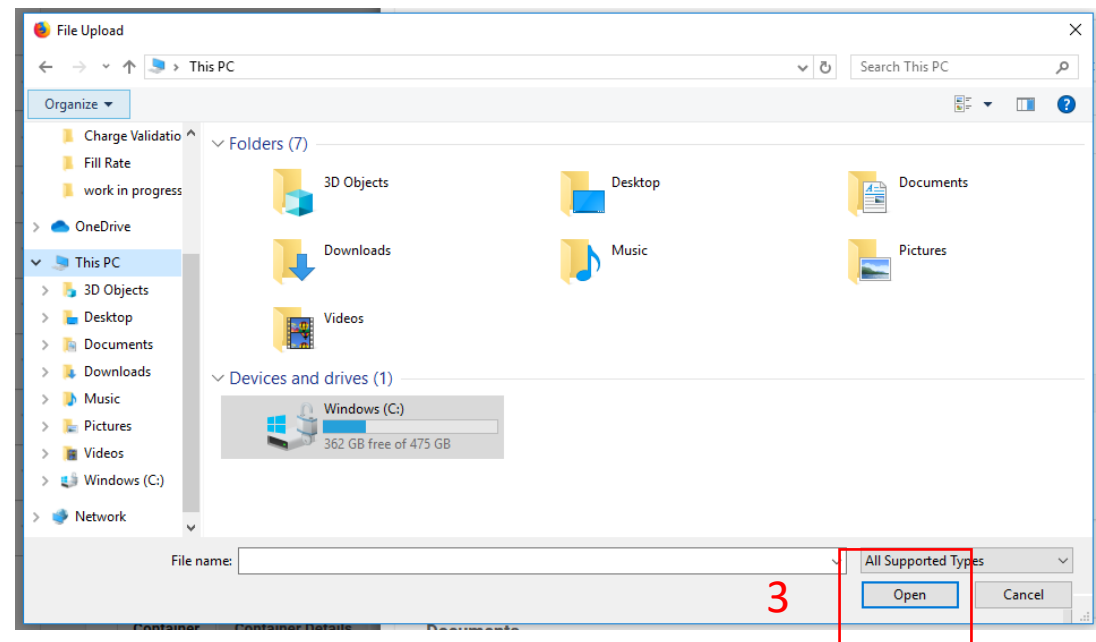 File Upload
This PC
Search This PC
Organize
Charge Validatio
Fill Rate
work in progress
OneDrive
This PC
3D Objects
Desktop
Documents
Downloads
Music
Pictures
Videos
Windows (C:)
Network
Folders (7)
3D Objects
Desktop
Documents
Downloads
Music
Pictures
Videos
Devices and drives (1)
Windows (C:)
362 GB free of 475 GB
File name:
All Supported Types
3
Open
Cancel
Container
Container Details
Documents